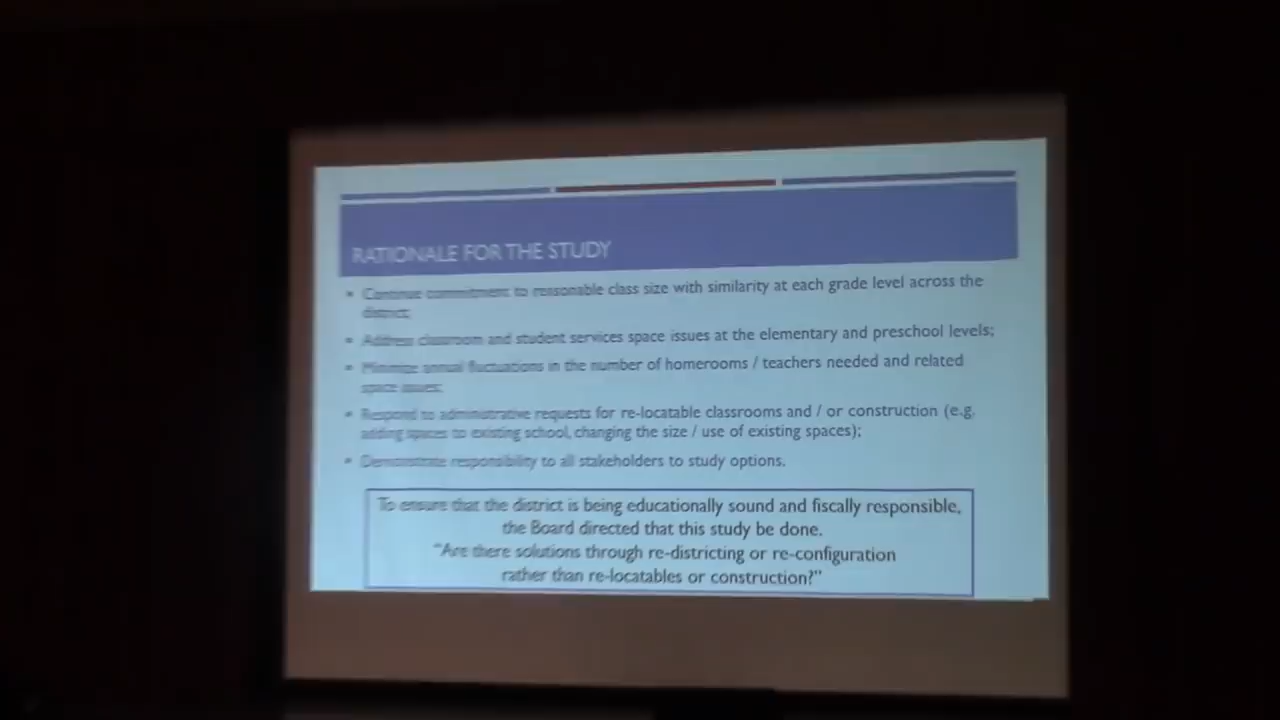 RATIONALE FOR THE STUDY
Continue commitment to reasonable class size with similarity at each grade level across the
district;
Address classroom and student services space issues at the elementary and preschool levels;
Minimize annual fluctuations in the number of homerooms / teachers needed and related
space issues;
Respond to administrative requests for re-locatable classrooms and / or construction (e.g.
adding spaces to existing school, changing the size / use of existing spaces);
Demonstrate responsibility to all stakeholders to study options.
To ensure that the district is being educationally sound and fiscally responsible,
the Board directed that this study be done.
"Are there solutions through re-districting or re-configuration
rather than re-locatables or construction?"